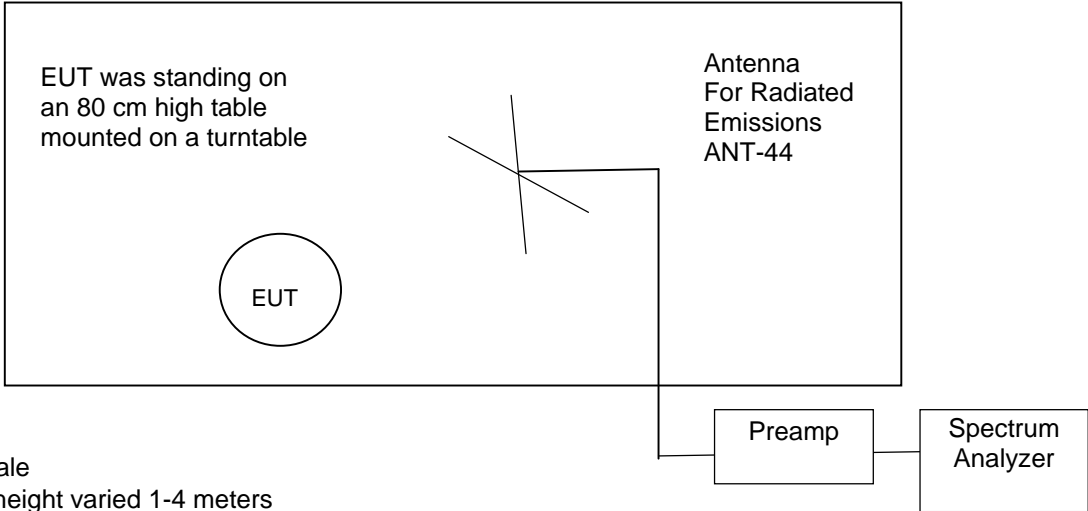 EUT was standing on
an 80 cm high table
mounted on a turntable
Antenna
For Radiated
Emissions
ANT-44
EUT
Preamp
Spectrum
Analyzer
height varied 1-4 meters